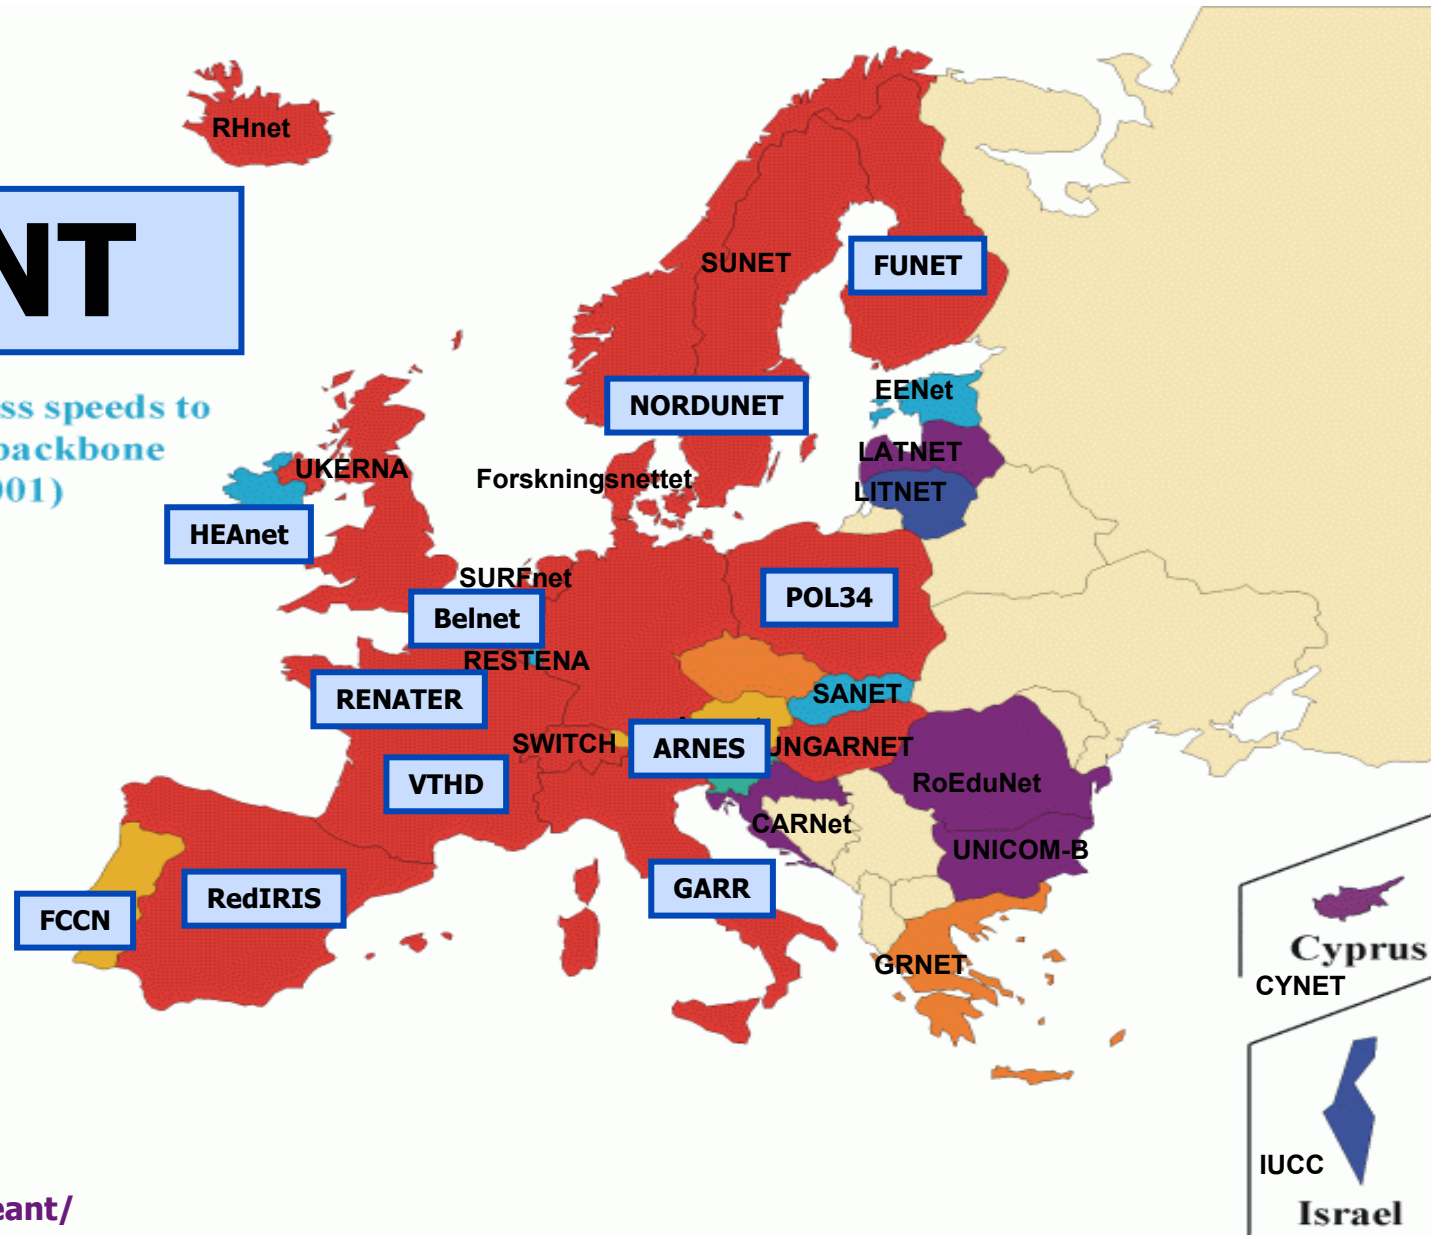 RHnet
NT
SUNET
FUNET
ss speeds to
backbone
001)
EENet
NORDUNET
LATNET
UKERNA
Forskningsnettet
LITNET
HEAnet
SURFnet
Belnet
POL34
RESTENA
RENATER
SANET
SWITCH
ARNES
UNGARNET
VTHD
RoEduNet
CARNet
UNICOM-B
GARR
RedIRIS
FCCN
GRNET
Cyprus
CYNET
IUCC
Israel
eant/